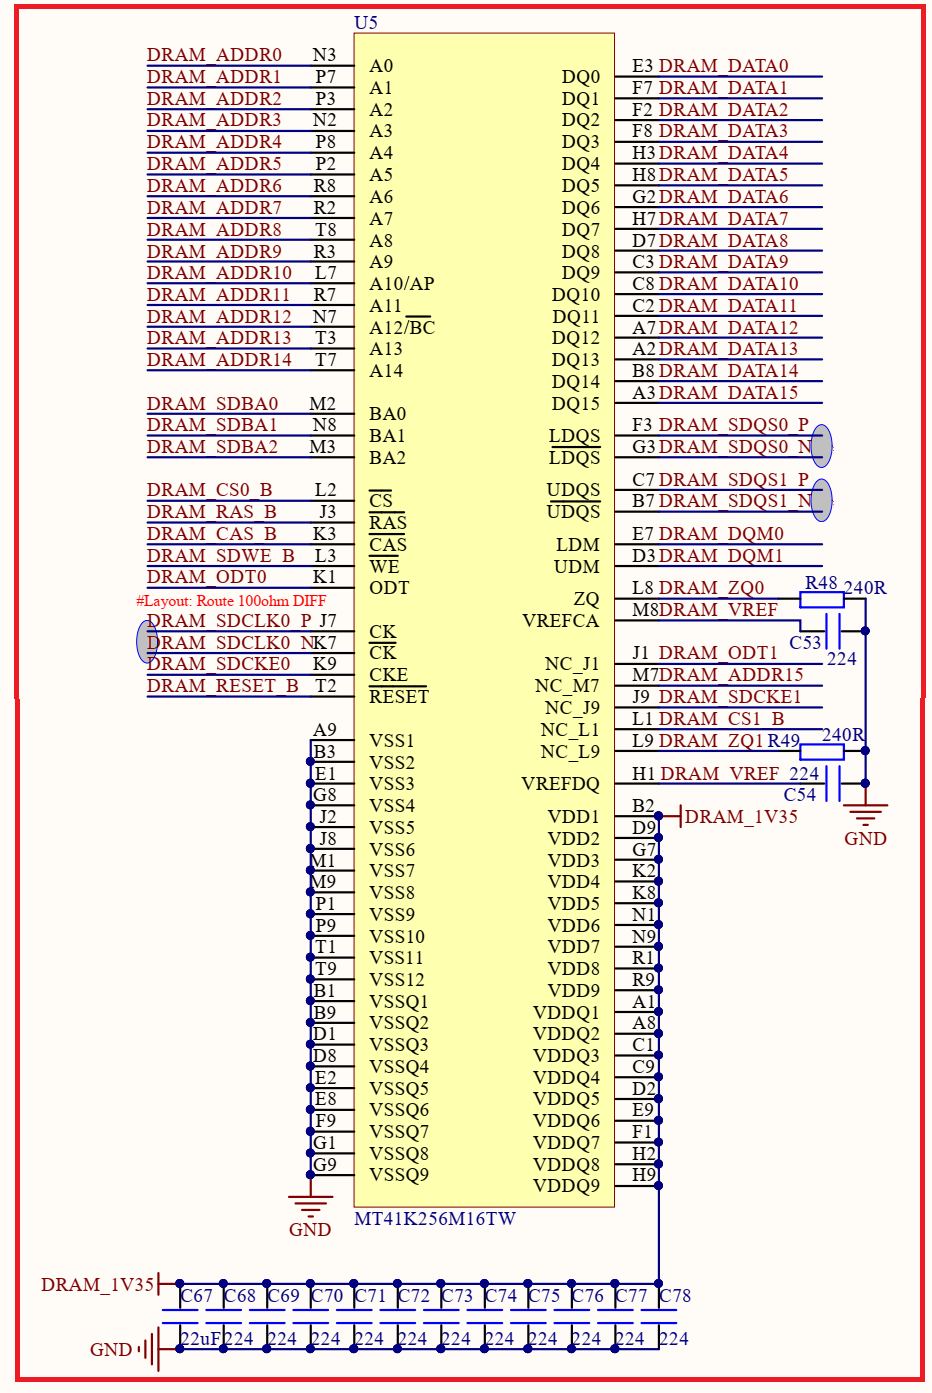 U5
DRAM_ADDR0 N3 A0
DRAM_ADDR1 P7 A1
DRAM_ADDR2 P3 A2
DRAM_ADDR3 N2 A3
DRAM_ADDR4 P8 A4
DRAM_ADDR5 P2 A5
DRAM_ADDR6 R8 A6
DRAM_ADDR7 R2 A7
DRAM_ADDR8 T8 A8
DRAM_ADDR9 R3 A9
DRAM_ADDR10 L7 A10/AP
DRAM_ADDR11 R7 A11
DRAM_ADDR12 N7 A12/BC
DRAM_ADDR13 T3 A13
DRAM_ADDR14 T7 A14
DRAM_SDBA0 M2 BA0
DRAM_SDBA1 N8 BA1
DRAM_SDBA2 M3 BA2
DRAM_CS0_B L2 CS
DRAM_RAS_B J3 RAS
DRAM_CAS_B K3 CAS
DRAM_SDWE_B L3 WE
DRAM_ODT0 K1 ODT
#Layout: Route 100ohm DIFF
DRAM_SDCLK0_P J7 CK
DRAM_SDCLK0_N K7 CK
DRAM_SDCKE0 K9 CKE
DRAM_RESET_B T2 RESET
A9 VSS1
B3 VSS2
E1 VSS3
G8 VSS4
J2 VSS5
J8 VSS6
M1 VSS7
M9 VSS8
P1 VSS9
P9 VSS10
T1 VSS11
T9 VSS12
B1 VSSQ1
B9 VSSQ2
D1 VSSQ3
D8 VSSQ4
E2 VSSQ5
E8 VSSQ6
F9 VSSQ7
G1 VSSQ8
G9 VSSQ9
GND
DQ0 E3 DRAM_DATA0
DQ1 F7 DRAM_DATA1
DQ2 F2 DRAM_DATA2
DQ3 F8 DRAM_DATA3
DQ4 H3 DRAM_DATA4
DQ5 H8 DRAM_DATA5
DQ6 G2 DRAM_DATA6
DQ7 H7 DRAM_DATA7
DQ8 D7 DRAM_DATA8
DQ9 C3 DRAM_DATA9
DQ10 C8 DRAM_DATA10
DQ11 C2 DRAM_DATA11
DQ12 A7 DRAM_DATA12
DQ13 A2 DRAM_DATA13
DQ14 B8 DRAM_DATA14
DQ15 A3 DRAM_DATA15
LDQS F3 DRAM_SDQS0_P
LDQS G3 DRAM_SDQS0_N
UDQS C7 DRAM_SDQS1_P
UDQS B7 DRAM_SDQS1_N
LDM E7 DRAM_DQM0
UDM D3 DRAM_DQM1
ZQ L8 DRAM_ZQ0 R48 240R
VREFCA M8 DRAM_VREF C53 224
NC_J1 J1 DRAM_ODT1
NC_M7 M7 DRAM_ADDR15
NC_J9 J9 DRAM_SDCKE1
NC_L1 L1 DRAM_CS1_B
NC_L9 L9 DRAM_ZQ1 R49 240R
VREFDQ H1 DRAM_VREF 224 C54
GND
VDD1 B2 DRAM_1V35
VDD2 D9
VDD3 G7
VDD4 K2
VDD5 K8
VDD6 N1
VDD7 N9
VDD8 R1
VDD9 R9
VDDQ1 A1
VDDQ2 A8
VDDQ3 C1
VDDQ4 C9
VDDQ5 D2
VDDQ6 E9
VDDQ7 F1
VDDQ8 H2
VDDQ9 H9
MT41K256M16TW
DRAM_1V35 C67 C68 C69 C70 C71 C72 C73 C74 C75 C76 C77 C78
GND 22uF 224 224 224 224 224 224 224 224 224 224 224